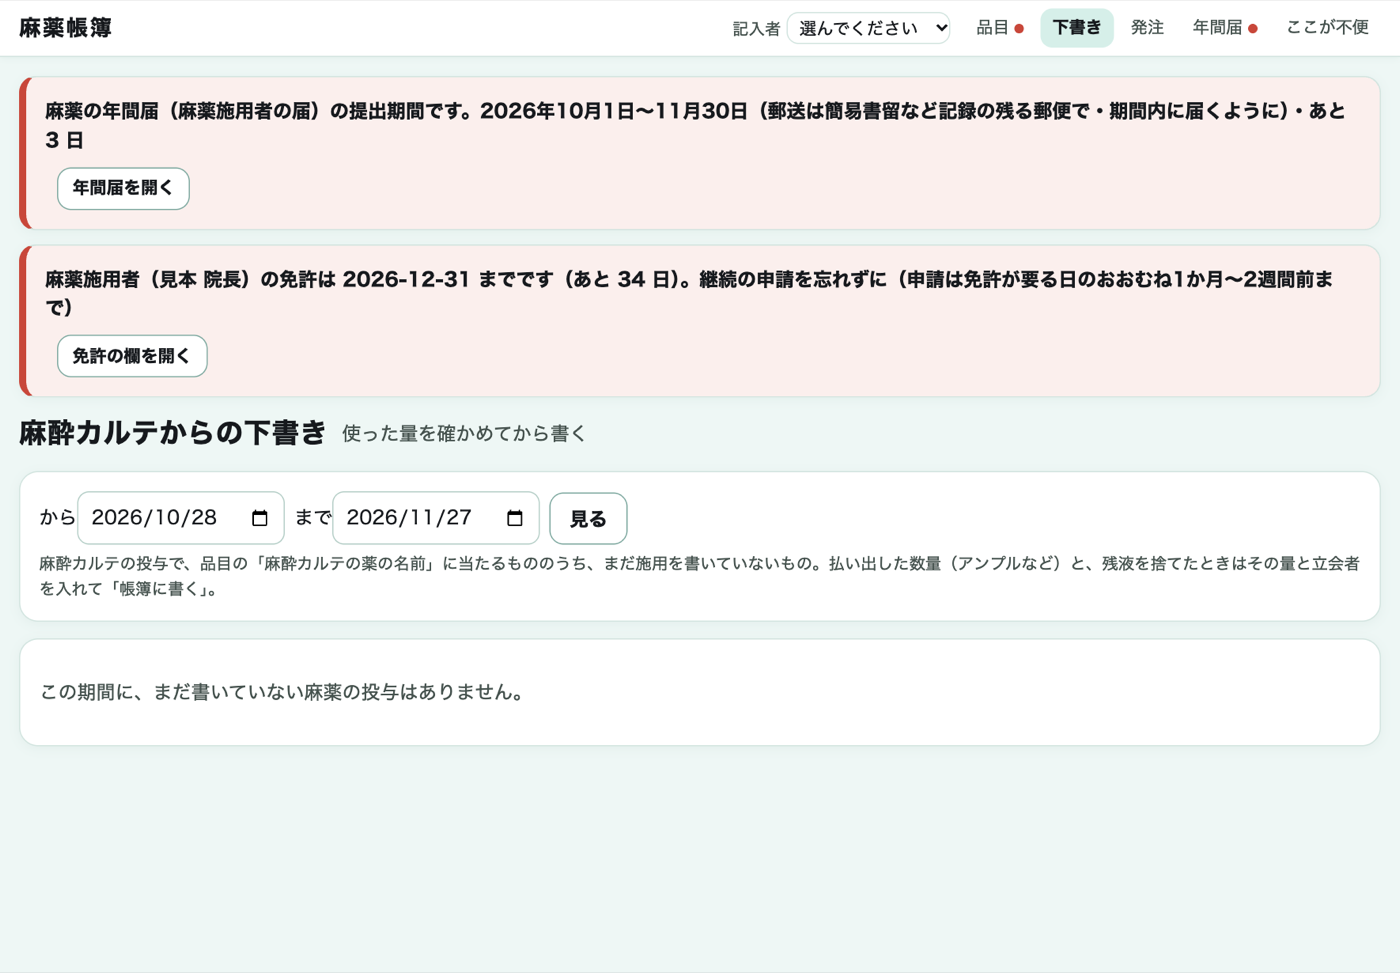 麻薬帳簿
記入者 選んでください 品目 下書き 発注 年間届 ここが不便
麻薬の年間届（麻薬施用者の届）の提出期間です。2026年10月1日〜11月30日（郵送は簡易書留など記録の残る郵便で・期間内に届くように）・あと
3 日
年間届を開く
麻薬施用者（見本 院長）の免許は 2026-12-31 までです（あと 34 日）。継続の申請を忘れずに（申請は免許が要る日のおおむね1か月〜2週間前ま
で）
免許の欄を開く
麻酔カルテからの下書き 使った量を確かめてから書く
から 2026/10/28 まで 2026/11/27 見る
麻酔カルテの投与で、品目の「麻酔カルテの薬の名前」に当たるもののうち、まだ施用を書いていないもの。払い出した数量（アンプルなど）と、残液を捨てたときはその量と立会者
を入れて「帳簿に書く」。
この期間に、まだ書いていない麻薬の投与はありません。